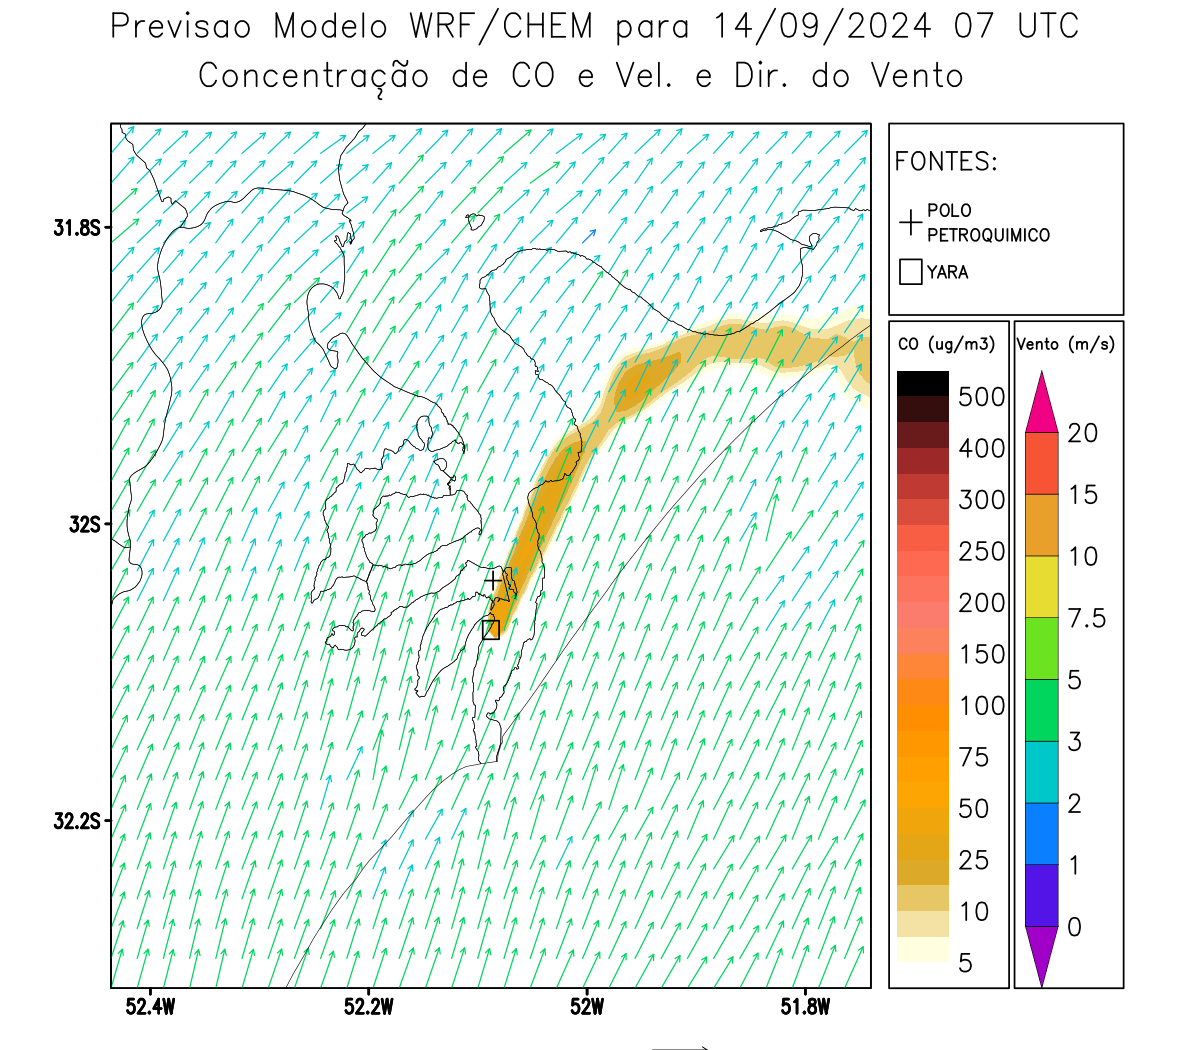 Previsao Modelo WRF/CHEM para 14/09/2024 07 UTC
Concentração de CO e Vel. e Dir. do Vento
FONTES:
POLO
PETROQUIMICO
YARA
31.8S
32S
32.2S
52.4W
52.2W
52W
51.8W
CO (ug/m3)
500
400
300
250
200
150
100
75
50
25
10
5
Vento (m/s)
20
15
10
7.5
5
3
2
1
0